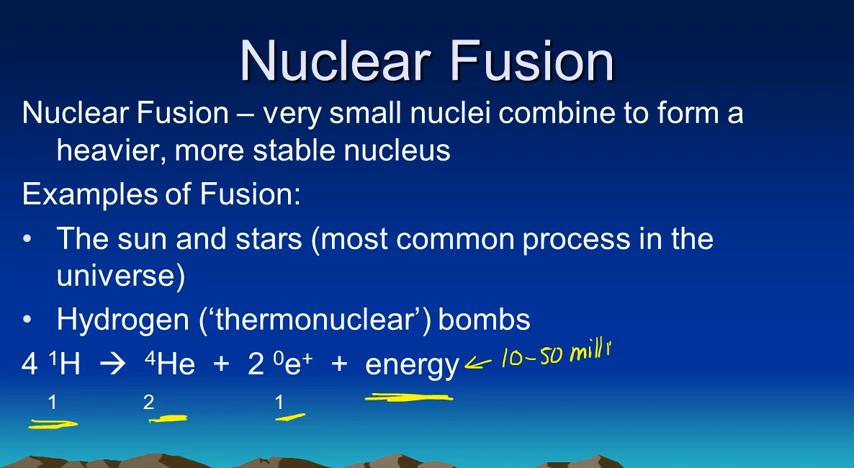 Nuclear Fusion
Nuclear Fusion – very small nuclei combine to form a
heavier, more stable nucleus
Examples of Fusion:
• The sun and stars (most common process in the
universe)
• Hydrogen (‘thermonuclear’) bombs
4 ¹H → ⁴He + 2 ⁰e⁺ + energy ← 10-50
1 2 1